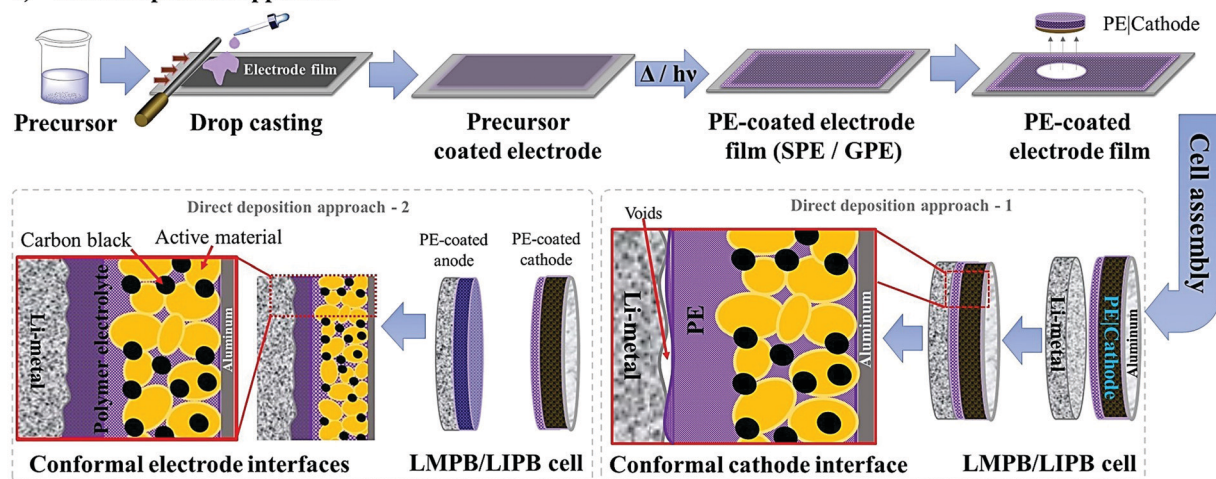 PE|Cathode
Electrode film
Δ / hν
Precursor
Drop casting
Precursor
coated electrode
PE-coated electrode
film (SPE / GPE)
PE-coated
electrode film
Cell assembly
Direct deposition approach - 2
Carbon black
Active material
PE-coated
anode
PE-coated
cathode
Li-metal
Polymer electrolyte
Aluminum
Conformal electrode interfaces
LMPB/LIPB cell
Direct deposition approach - 1
Voids
Li-metal
PE
Aluminum
Li-metal
PE|Cathode
Aluminum
Conformal cathode interface
LMPB/LIPB cell